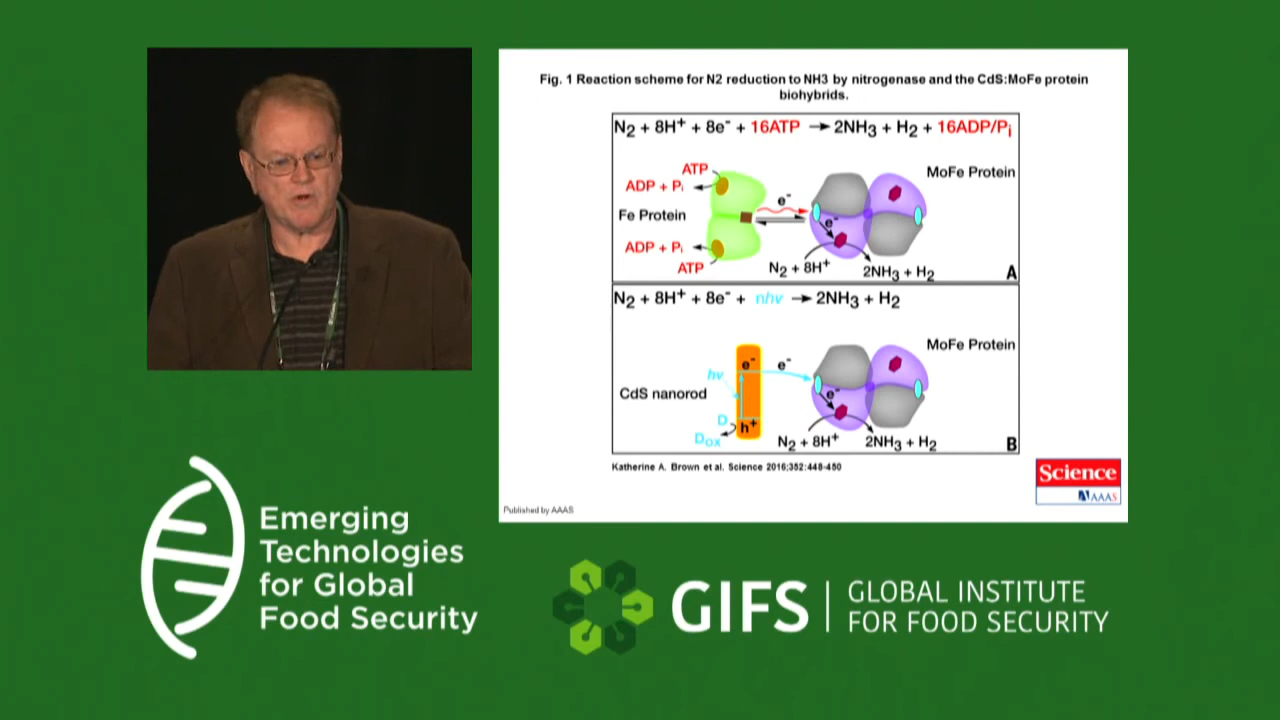 Fig. 1 Reaction scheme for N2 reduction to NH3 by nitrogenase and the CdS:MoFe protein
biohybrids.
N₂ + 8H⁺ + 8e⁻ + 16ATP → 2NH₃ + H₂ + 16ADP/Pᵢ
ATP
MoFe Protein
ADP + Pᵢ
e⁻
Fe Protein
e⁻
ADP + Pᵢ
ATP
N₂ + 8H⁺
2NH₃ + H₂
A
N₂ + 8H⁺ + 8e⁻ + nhν → 2NH₃ + H₂
MoFe Protein
e⁻
e⁻
hν
CdS nanorod
e⁻
D
h⁺
Dox
N₂ + 8H⁺
2NH₃ + H₂
B
Katherine A. Brown et al. Science 2016;352:448-450
Science
AAAS
Published by AAAS
Emerging
Technologies
for Global
Food Security
GIFS
GLOBAL INSTITUTE
FOR FOOD SECURITY